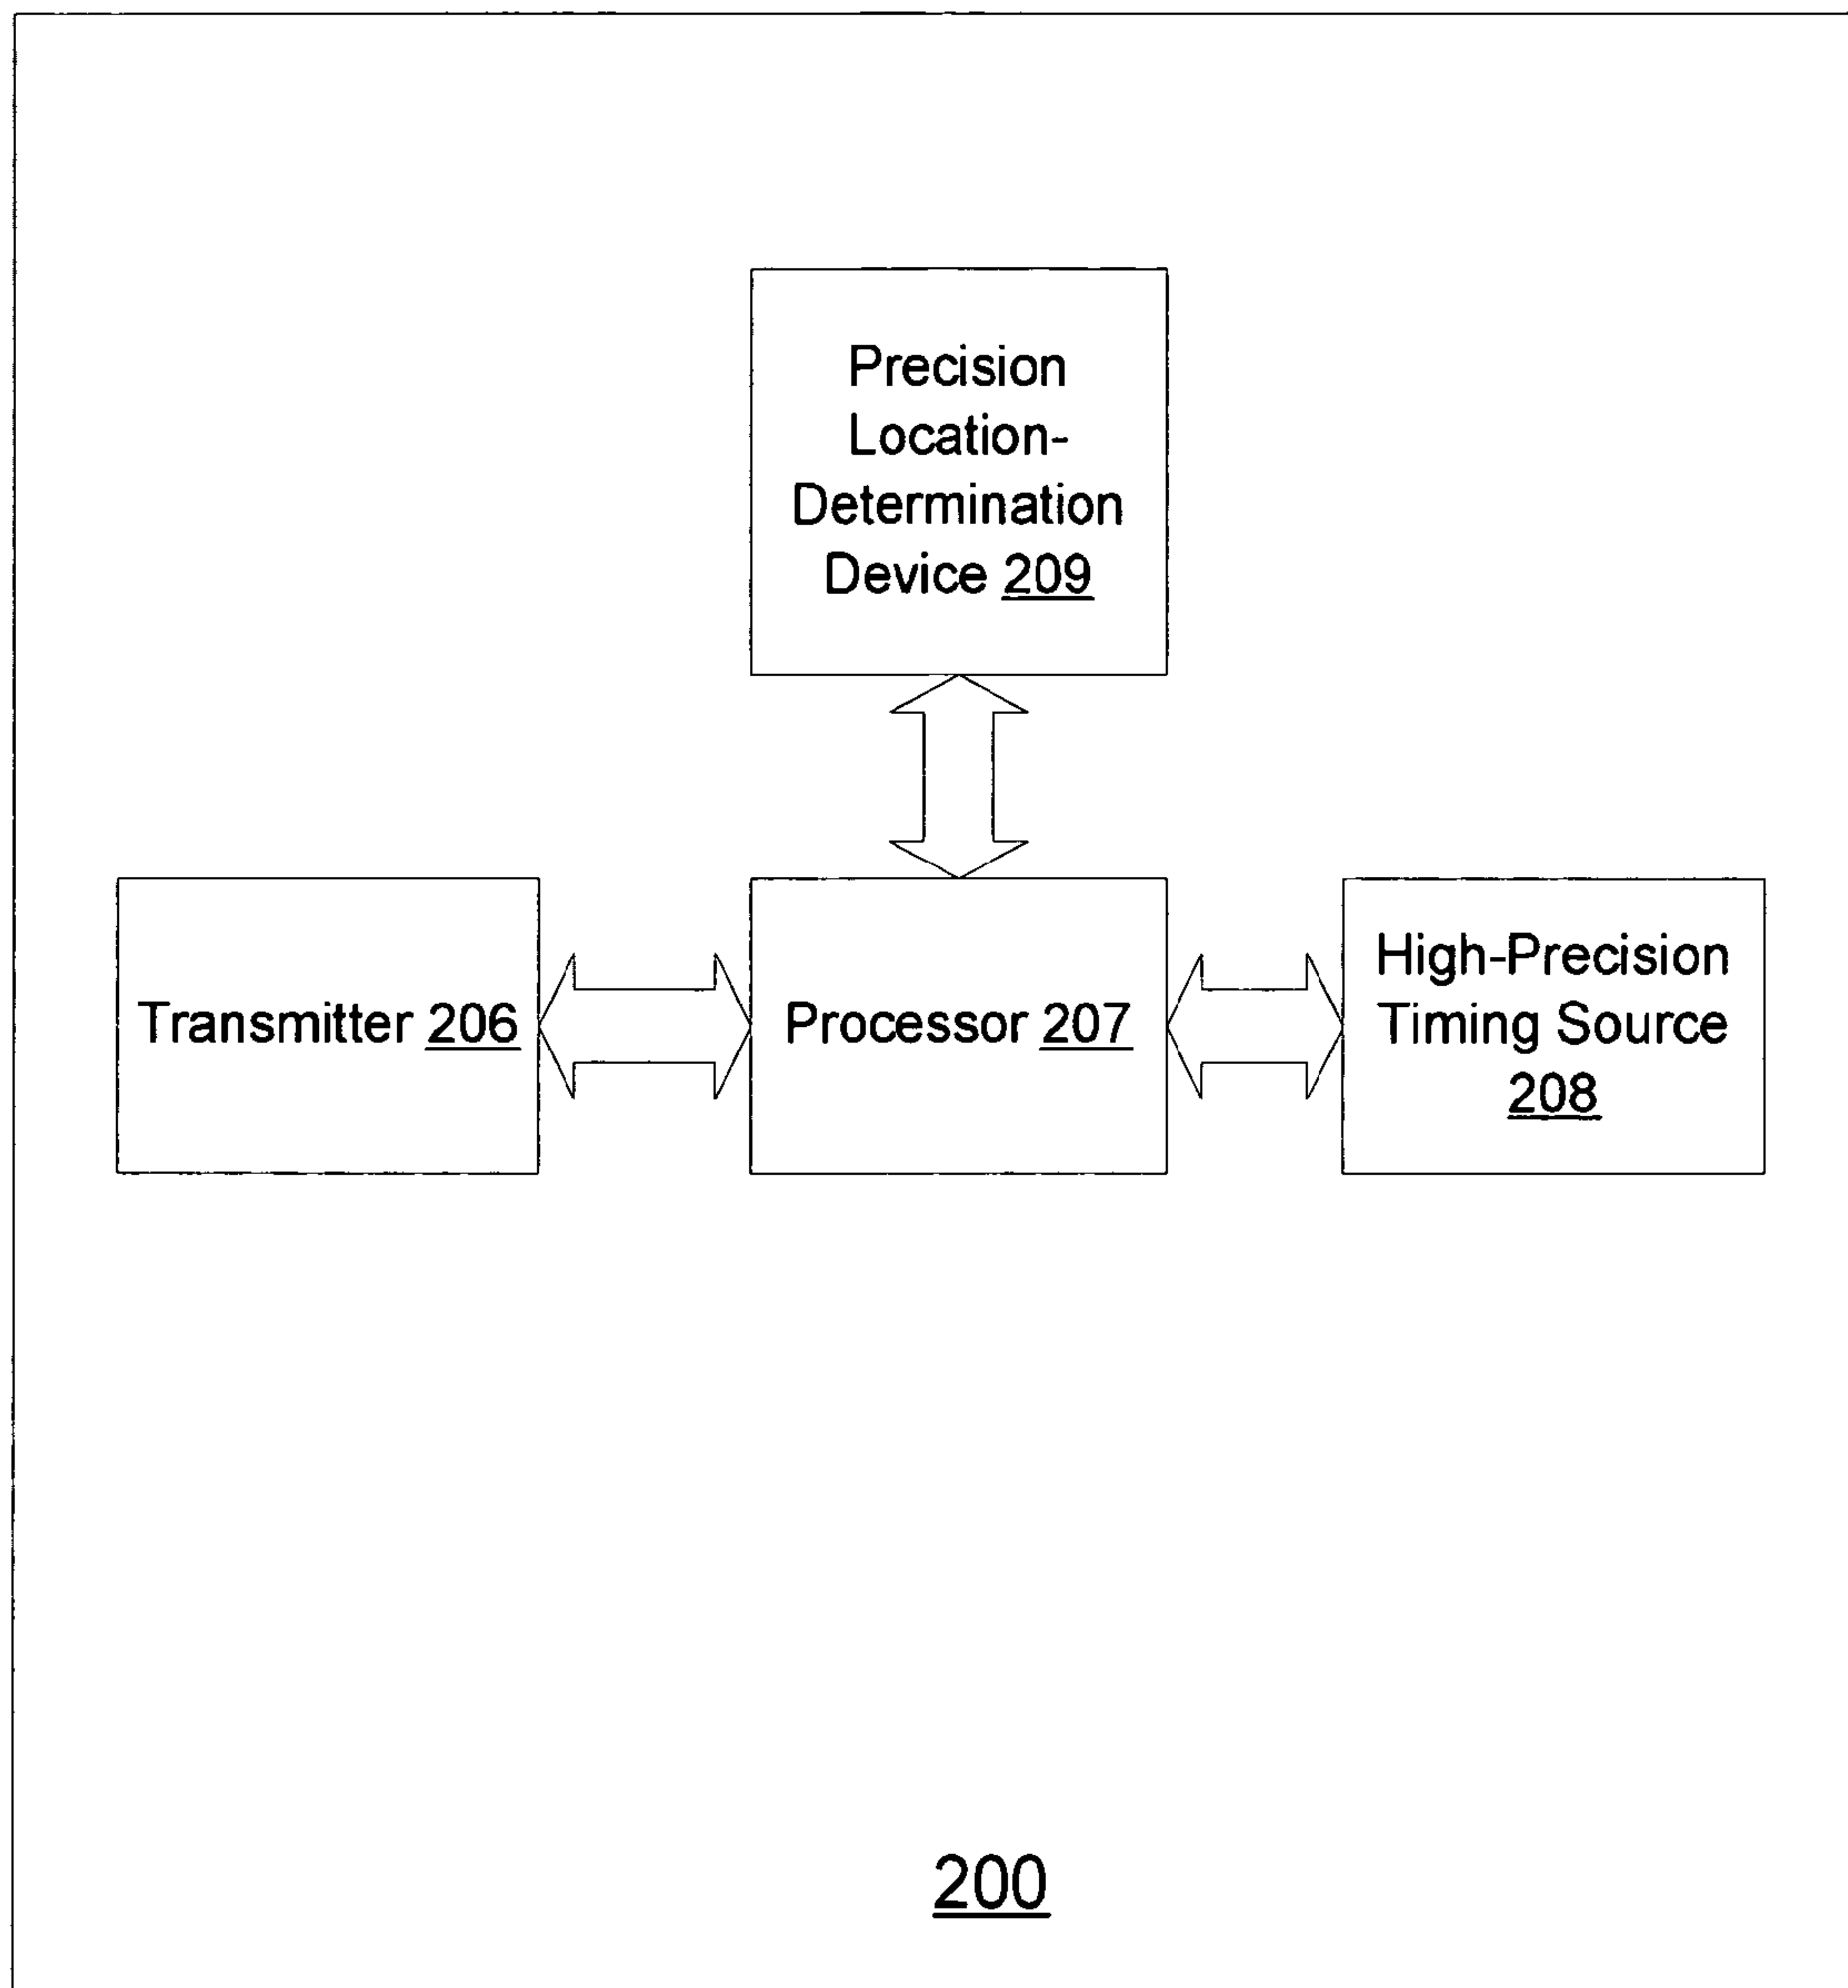 Precision
Location-
Determination
Device 209
Transmitter 206
Processor 207
High-Precision
Timing Source
208
200